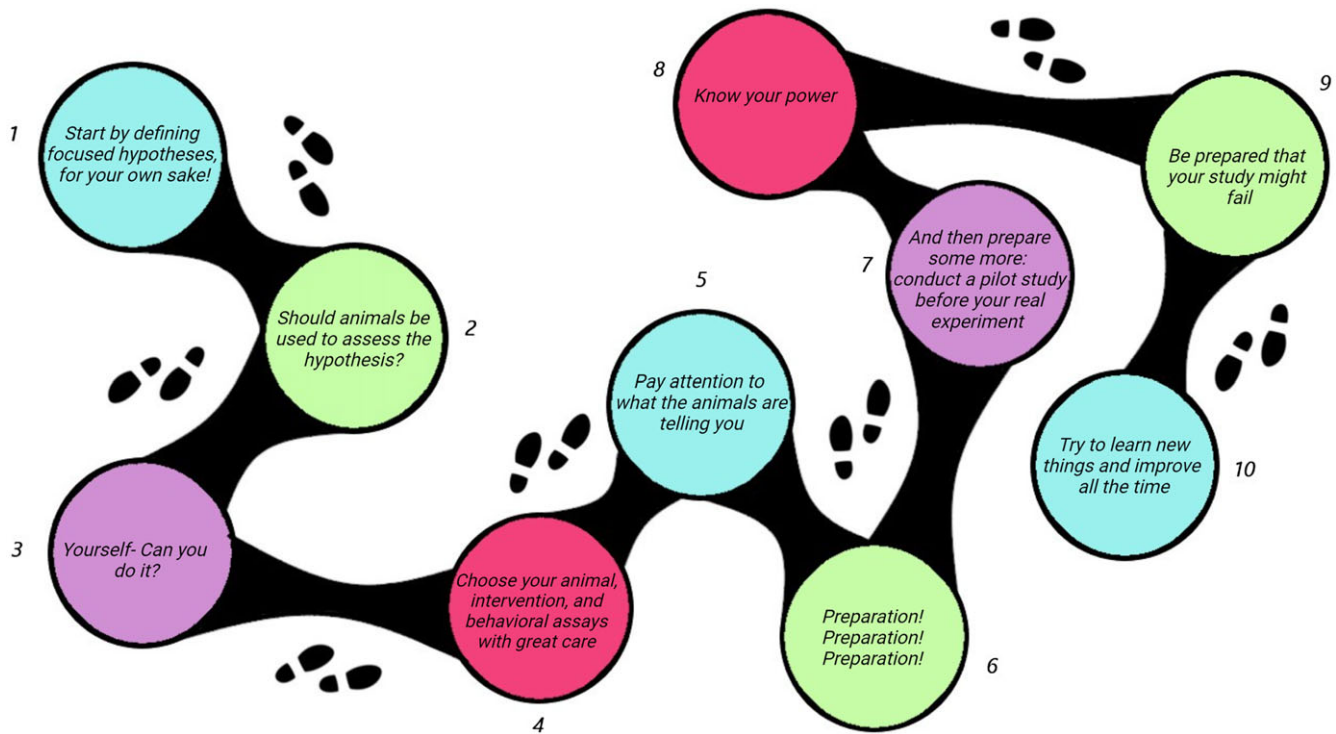 1
Start by defining
focused hypotheses,
for your own sake!
2
Should animals be
used to assess the
hypothesis?
3
Yourself- Can you
do it?
4
Choose your animal,
intervention, and
behavioral assays
with great care
5
Pay attention to
what the animals are
telling you
6
Preparation!
Preparation!
Preparation!
7
And then prepare
some more:
conduct a pilot study
before your real
experiment
8
Know your power
9
Be prepared that
your study might
fail
10
Try to learn new
things and improve
all the time